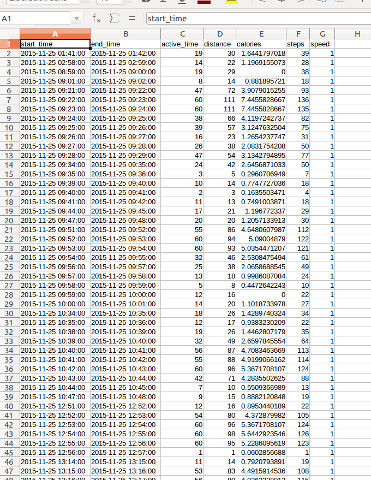 A1 fx Σ = start_time
A B C D E F G H
1 start_time end_time active_time distance calories steps speed
2 2015-11-25 01:41:00 2015-11-25 01:42:00 19 30 1.6441797018 39 1
3 2015-11-25 02:58:00 2015-11-25 02:59:00 14 22 1.1969155073 28 1
4 2015-11-25 08:59:00 2015-11-25 09:00:00 19 29 0 38 1
5 2015-11-25 09:01:00 2015-11-25 09:02:00 8 14 0.881895721 18 1
6 2015-11-25 09:21:00 2015-11-25 09:22:00 47 72 3.9079015255 93 1
7 2015-11-25 09:22:00 2015-11-25 09:23:00 60 111 7.4455828667 136 1
8 2015-11-25 09:23:00 2015-11-25 09:24:00 60 111 7.4455828667 135 1
9 2015-11-25 09:24:00 2015-11-25 09:25:00 38 66 4.1197242737 82 1
10 2015-11-25 09:25:00 2015-11-25 09:26:00 39 57 3.1247632504 75 1
11 2015-11-25 09:26:00 2015-11-25 09:27:00 16 23 1.2654237747 31 1
12 2015-11-25 09:27:00 2015-11-25 09:28:00 26 38 2.0831754208 50 1
13 2015-11-25 09:28:00 2015-11-25 09:29:00 47 54 3.1342794895 77 1
14 2015-11-25 09:34:00 2015-11-25 09:35:00 24 42 2.6456871033 50 1
15 2015-11-25 09:35:00 2015-11-25 09:36:00 3 5 0.2960706949 7 1
16 2015-11-25 09:39:00 2015-11-25 09:40:00 10 14 0.7747727036 18 1
17 2015-11-25 09:40:00 2015-11-25 09:41:00 2 3 0.1635503471 4 1
18 2015-11-25 09:41:00 2015-11-25 09:42:00 11 13 0.7491003871 18 1
19 2015-11-25 09:44:00 2015-11-25 09:45:00 17 21 1.196772337 29 1
20 2015-11-25 09:47:00 2015-11-25 09:48:00 20 20 1.2057133913 30 1
21 2015-11-25 09:51:00 2015-11-25 09:52:00 55 86 4.6480607987 112 1
22 2015-11-25 09:52:00 2015-11-25 09:53:00 60 94 5.09004879 122 1
23 2015-11-25 09:53:00 2015-11-25 09:54:00 60 93 5.0354471207 121 1
24 2015-11-25 09:54:00 2015-11-25 09:55:00 32 46 2.5308475494 61 1
25 2015-11-25 09:56:00 2015-11-25 09:57:00 25 38 2.0658688545 49 1
26 2015-11-25 09:57:00 2015-11-25 09:58:00 13 18 0.9986087084 24 1
27 2015-11-25 09:58:00 2015-11-25 09:59:00 5 8 0.4472642243 10 1
28 2015-11-25 09:59:00 2015-11-25 10:00:00 12 16 0 22 1
29 2015-11-25 10:00:00 2015-11-25 10:01:00 14 20 1.1018733978 27 1
30 2015-11-25 10:34:00 2015-11-25 10:35:00 18 26 1.4289740324 34 1
31 2015-11-25 10:35:00 2015-11-25 10:36:00 12 17 0.9383230209 22 1
32 2015-11-25 10:38:00 2015-11-25 10:39:00 19 26 1.4462807179 35 1
33 2015-11-25 10:39:00 2015-11-25 10:40:00 32 49 2.6597845554 64 1
34 2015-11-25 10:40:00 2015-11-25 10:41:00 56 87 4.7083463669 113 1
35 2015-11-25 10:41:00 2015-11-25 10:42:00 55 88 4.9199066162 114 1
36 2015-11-25 10:42:00 2015-11-25 10:43:00 60 96 5.3671708107 124 1
37 2015-11-25 10:43:00 2015-11-25 10:44:00 42 71 4.2835502625 88 1
38 2015-11-25 10:44:00 2015-11-25 10:45:00 7 10 0.5509366989 13 1
39 2015-11-25 10:47:00 2015-11-25 10:48:00 9 15 0.8882120848 19 1
40 2015-11-25 12:51:00 2015-11-25 12:52:00 12 16 0.8953440189 22 1
41 2015-11-25 12:52:00 2015-11-25 12:53:00 54 80 4.372879982 105 1
42 2015-11-25 12:53:00 2015-11-25 12:54:00 60 96 5.3671708107 124 1
43 2015-11-25 12:54:00 2015-11-25 12:55:00 60 98 5.6442923546 126 1
44 2015-11-25 12:55:00 2015-11-25 12:56:00 60 95 5.2286095619 123 1
45 2015-11-25 12:56:00 2015-11-25 12:57:00 1 1 0.0602856688 1 1
46 2015-11-25 13:14:00 2015-11-25 13:15:00 11 14 0.7920793891 19 1
47 2015-11-25 13:15:00 2015-11-25 13:16:00 53 83 4.4915914536 108 1